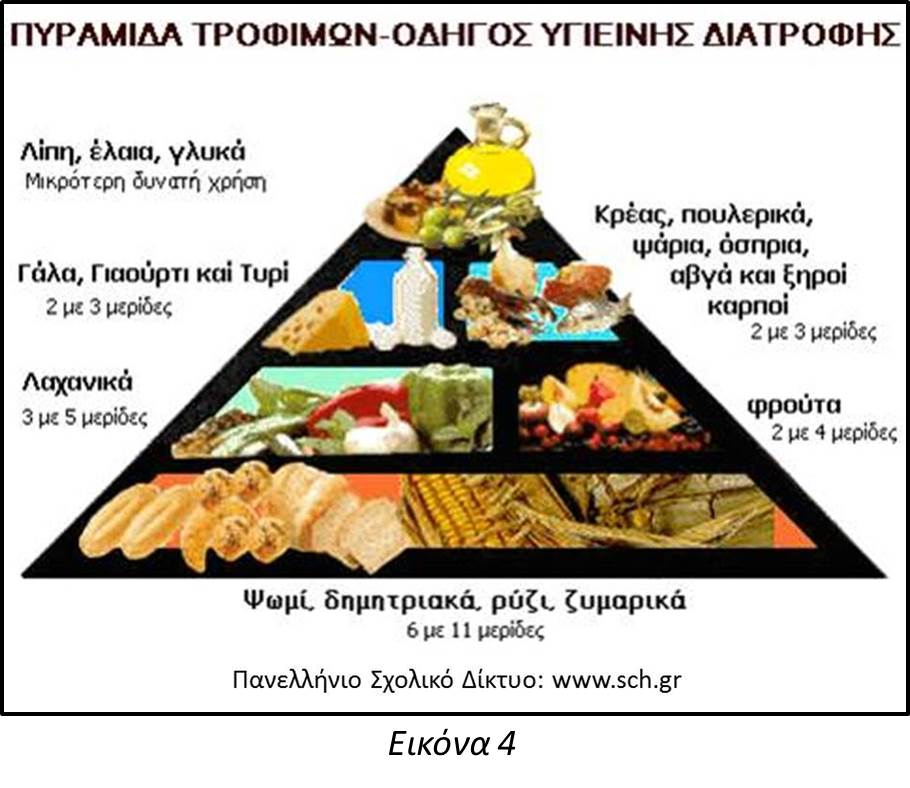 ΠΥΡΑΜΙΔΑ ΤΡΟΦΙΜΩΝ-ΟΔΗΓΟΣ ΥΓΙΕΙΝΗΣ ΔΙΑΤΡΟΦΗΣ
Λίπη, έλαια, γλυκά
Μικρότερη δυνατή χρήση
Κρέας, πουλερικά,
ψάρια, όσπρια,
αβγά και ξηροί
καρποί
2 με 3 μερίδες
Γάλα, Γιαούρτι καί Τυρί
2 με 3 μερίδες
Λαχανικά
3 με 5 μερίδες
φρούτα
2 με 4 μερίδες
Ψωμί, δημητριακά, ρύζι, ζυμαρικά
6 με 11 μερίδες
Πανελλήνιο Σχολικό Δίκτυο: www.sch.gr
Εικόνα 4